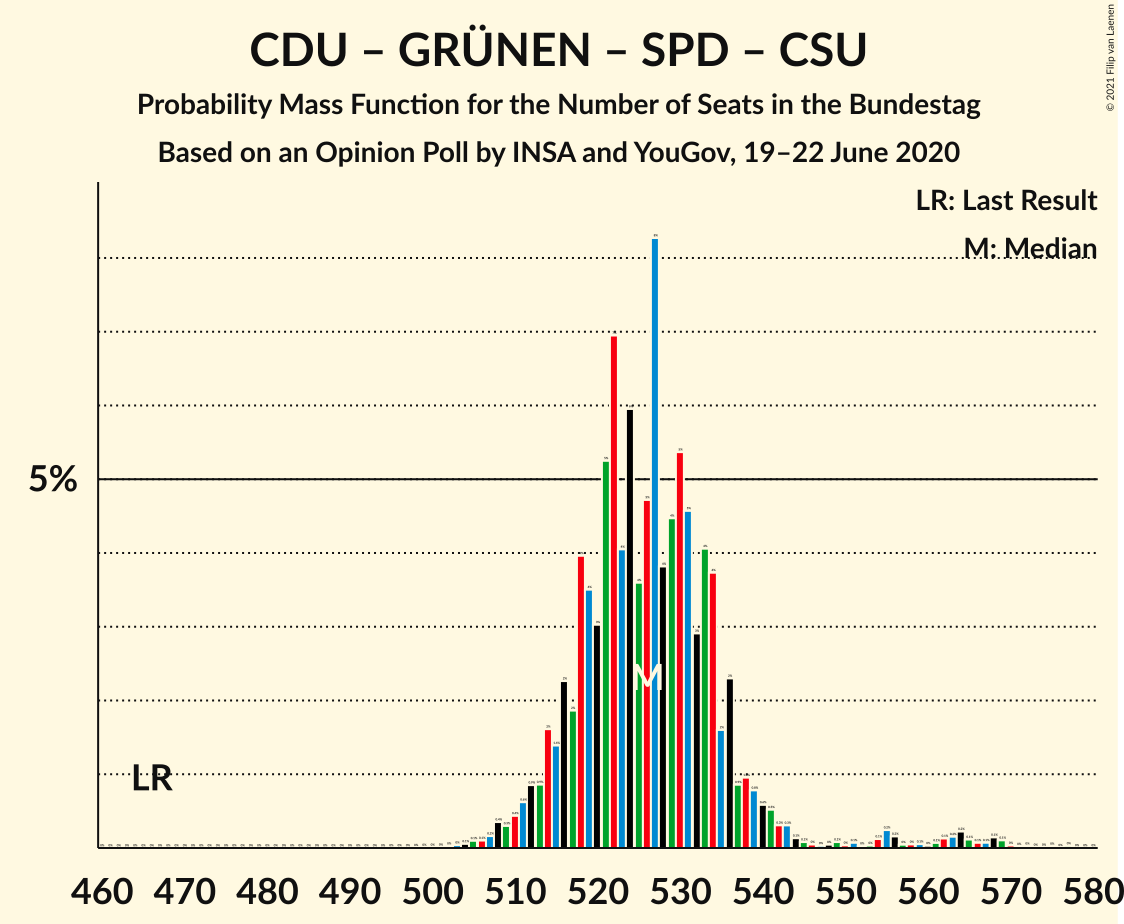 © 2021 Filip van Laenen
CDU – GRÜNEN – SPD – CSU
Probability Mass Function for the Number of Seats in the Bundestag
Based on an Opinion Poll by INSA and YouGov, 19–22 June 2020
LR: Last Result
M: Median
5%
M
LR
460 470 480 490 500 510 520 530 540 550 560 570 580